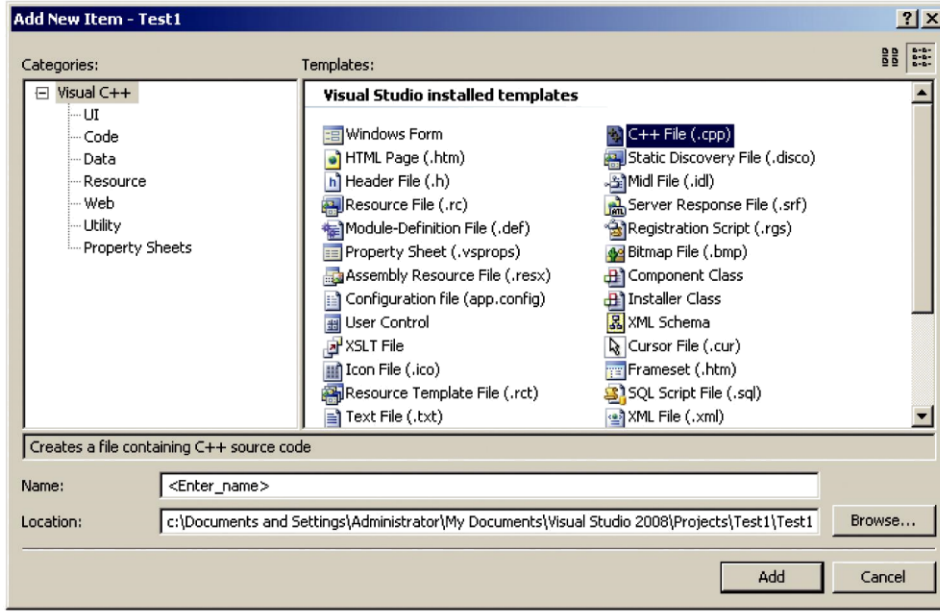 Add New Item - Test1
Categories:
Templates:
Visual C++
UI
Code
Data
Resource
Web
Utility
Property Sheets
Visual Studio installed templates
Windows Form
HTML Page (.htm)
Header File (.h)
Resource File (.rc)
Module-Definition File (.def)
Property Sheet (.vsprops)
Assembly Resource File (.resx)
Configuration file (app.config)
User Control
XSLT File
Icon File (.ico)
Resource Template File (.rct)
Text File (.txt)
C++ File (.cpp)
Static Discovery File (.disco)
Midl File (.idl)
Server Response File (.srf)
Registration Script (.rgs)
Bitmap File (.bmp)
Component Class
Installer Class
XML Schema
Cursor File (.cur)
Frameset (.htm)
SQL Script File (.sql)
XML File (.xml)
Creates a file containing C++ source code
Name:
<Enter_name>
Location:
c:\Documents and Settings\Administrator\My Documents\Visual Studio 2008\Projects\Test1\Test1
Browse...
Add
Cancel